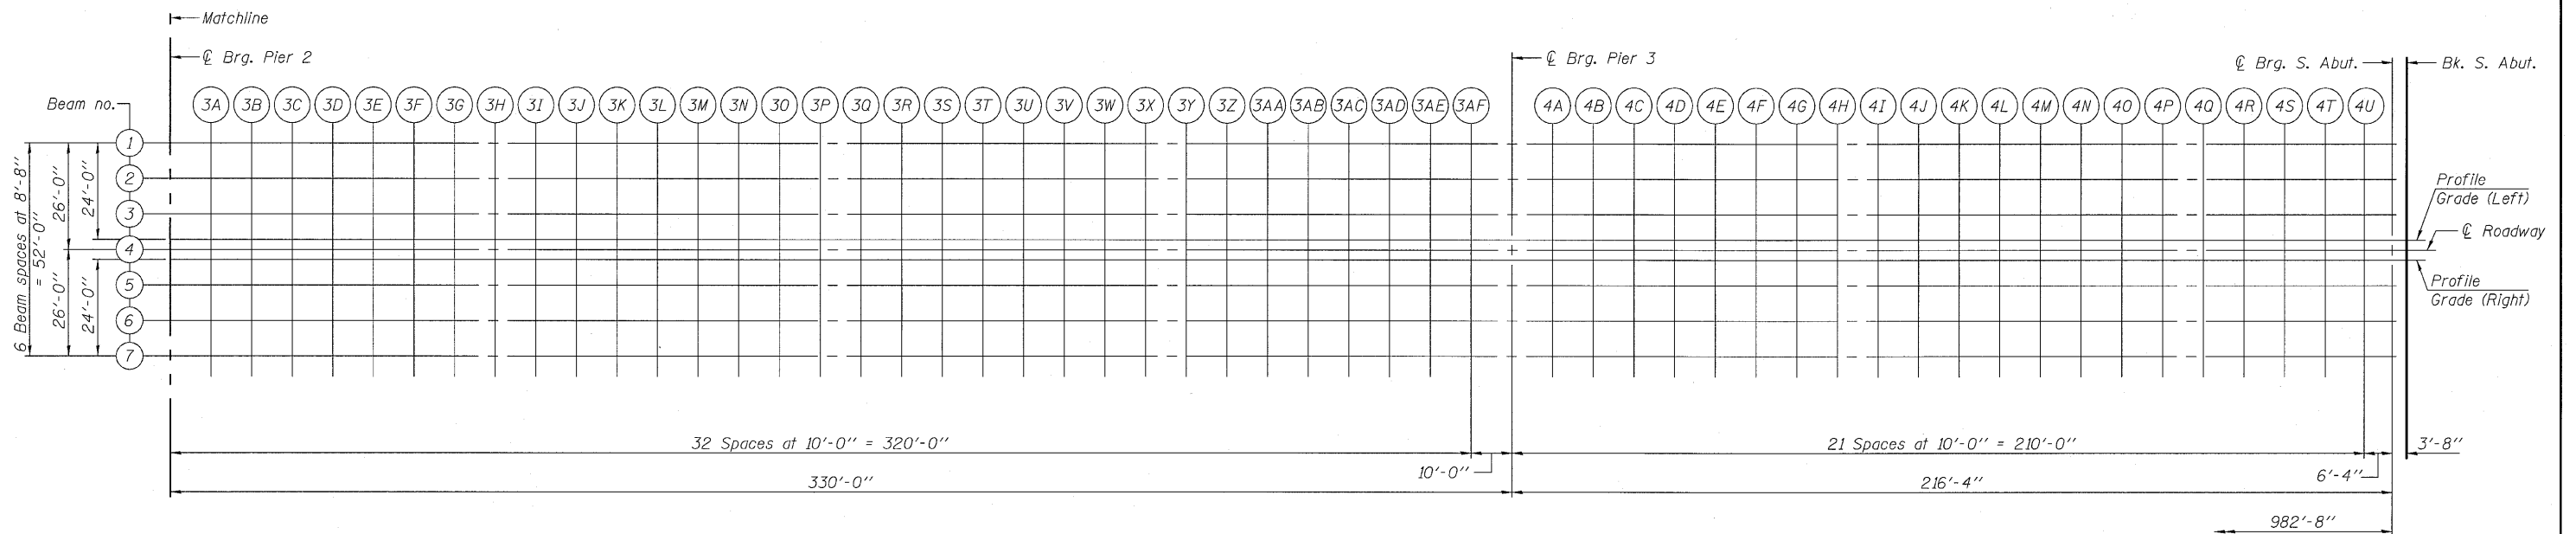 Matchline
℄ Brg. Pier 2
℄ Brg. Pier 3
℄ Brg. S. Abut.
Bk. S. Abut.
Beam no.
3A 3B 3C 3D 3E 3F 3G 3H 3I 3J 3K 3L 3M 3N 3O 3P 3Q 3R 3S 3T 3U 3V 3W 3X 3Y 3Z 3AA 3AB 3AC 3AD 3AE 3AF 4A 4B 4C 4D 4E 4F 4G 4H 4I 4J 4K 4L 4M 4N 4O 4P 4Q 4R 4S 4T 4U
1
2
3
4
5
6
7
6 Beam spaces at 8'-8"
= 52'-0"
26'-0"
26'-0"
24'-0"
24'-0"
Profile
Grade (Left)
℄ Roadway
Profile
Grade (Right)
32 Spaces at 10'-0" = 320'-0"
10'-0"
21 Spaces at 10'-0" = 210'-0"
6'-4"
3'-8"
330'-0"
216'-4"
982'-8"